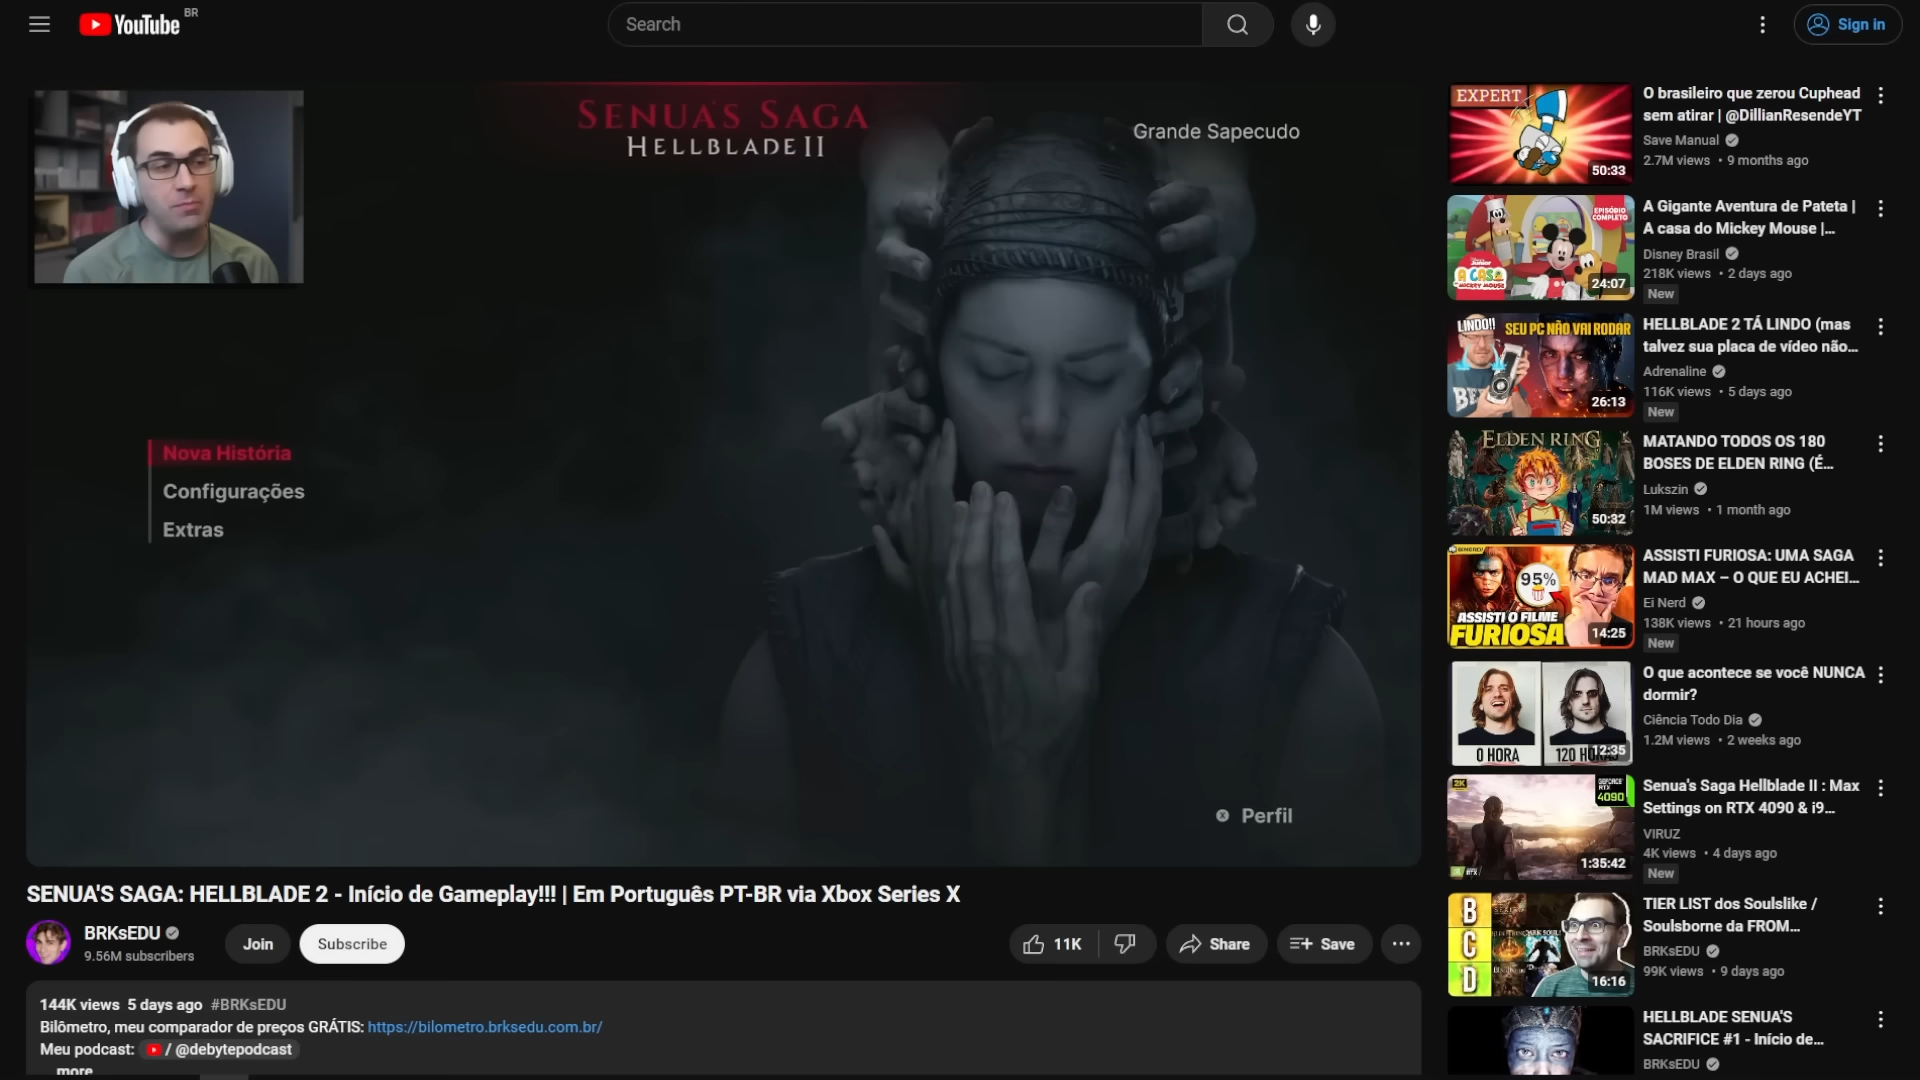 YouTube BR
Search
Sign in
SENUA'S SAGA
HELLBLADE II
Grande Sapecudo
Nova História
Configurações
Extras
Perfil
SENUA'S SAGA: HELLBLADE 2 - Início de Gameplay!!! | Em Português PT-BR via Xbox Series X
BRKsEDU
9.56M subscribers
Join
Subscribe
11K
Share
Save
144K views 5 days ago #BRKsEDU
Bilômetro, meu comparador de preços GRÁTIS: https://bilometro.brksedu.com.br/
Meu podcast: / @debytepodcast
...more
EXPERT
50:33
O brasileiro que zerou Cuphead
sem atirar | @DillianResendeYT
Save Manual
2.7M views • 9 months ago
EPISÓDIO
COMPLETO
A CASA
MICKEY MOUSE
24:07
A Gigante Aventura de Pateta |
A casa do Mickey Mouse |...
Disney Brasil
218K views • 2 days ago
New
LINDO!!
SEU PC NÃO VAI RODAR
26:13
HELLBLADE 2 TÁ LINDO (mas
talvez sua placa de vídeo não...
Adrenaline
116K views • 5 days ago
New
ELDEN RING
50:32
MATANDO TODOS OS 180
BOSES DE ELDEN RING (É...
Lukszin
1M views • 1 month ago
95%
ASSISTI O FILME
FURIOSA
14:25
ASSISTI FURIOSA: UMA SAGA
MAD MAX – O QUE EU ACHEI...
Ei Nerd
138K views • 21 hours ago
New
0 HORA
120 HORAS
12:35
O que acontece se você NUNCA
dormir?
Ciência Todo Dia
1.2M views • 2 weeks ago
2K
GEFORCE
RTX
4090
1:35:42
Senua's Saga Hellblade II : Max
Settings on RTX 4090 & i9...
VIRUZ
4K views • 4 days ago
New
B
C
D
16:16
TIER LIST dos Soulslike /
Soulsborne da FROM...
BRKsEDU
99K views • 9 days ago
HELLBLADE SENUA'S
SACRIFICE #1 - Início de...
BRKsEDU